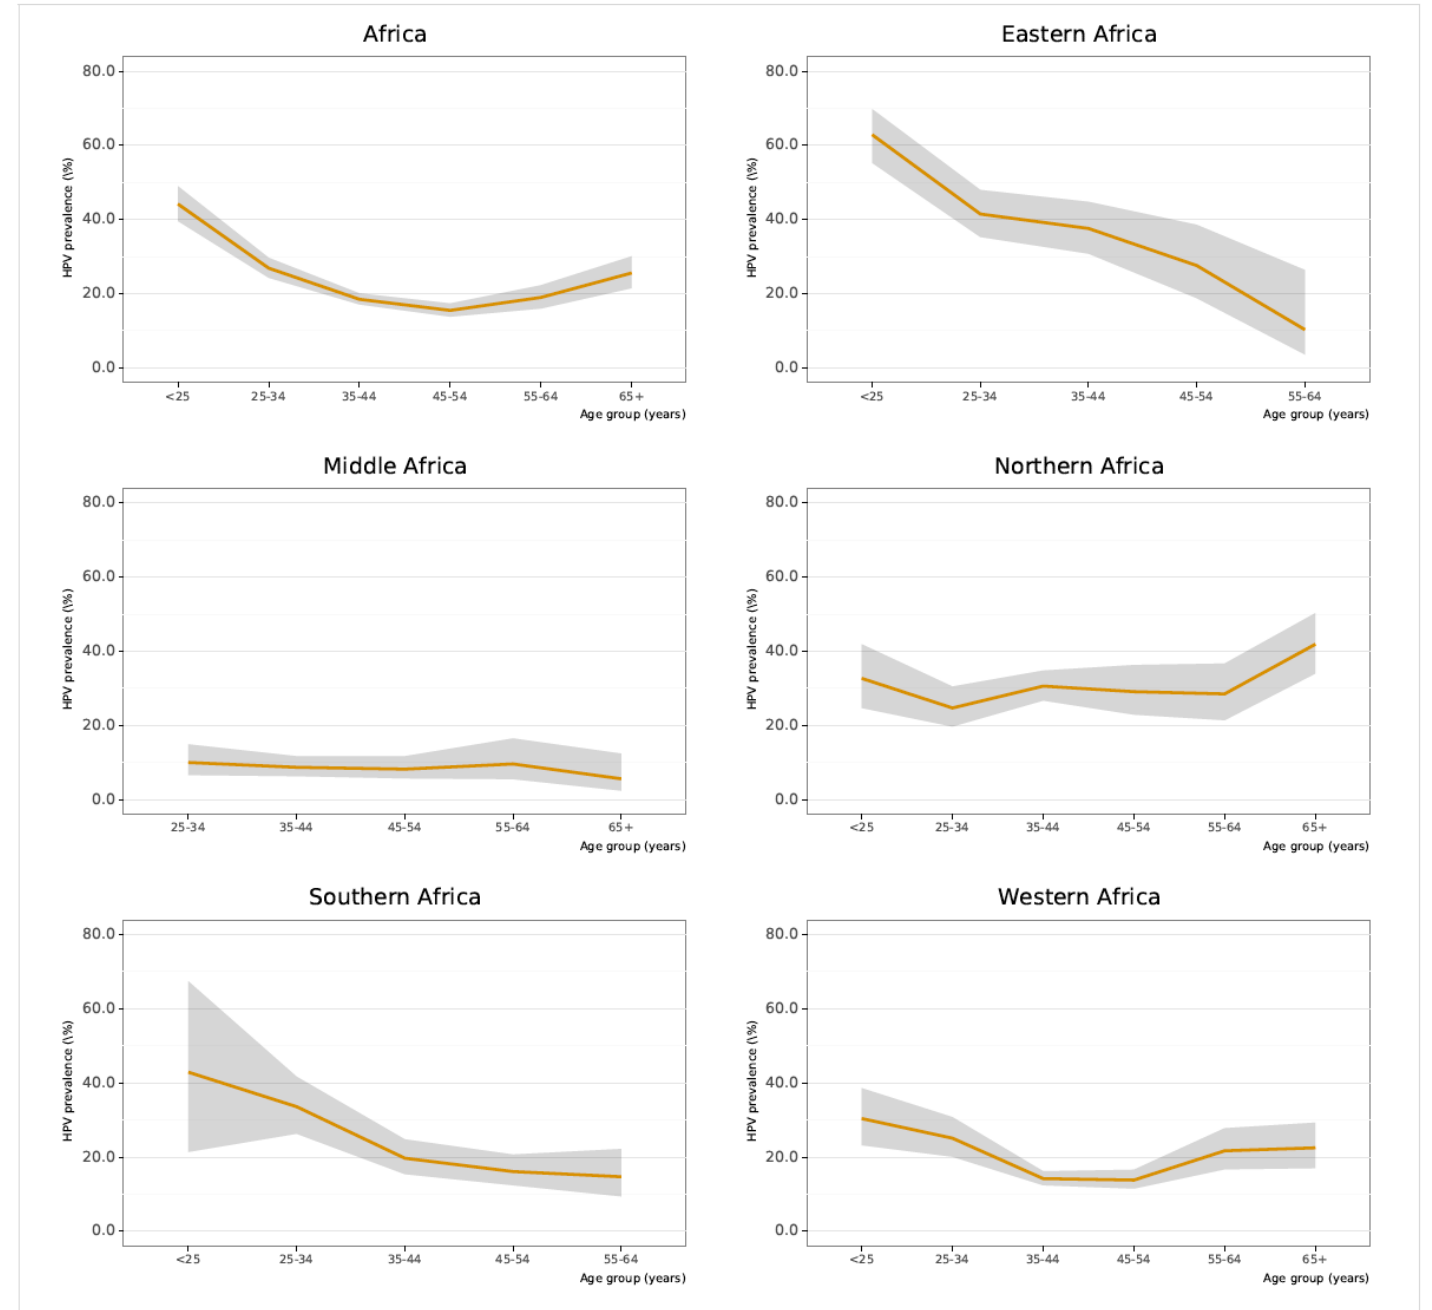 Africa
80.0
60.0
40.0
20.0
0.0
HPV prevalence (\%)
<25 25-34 35-44 45-54 55-64 65+
Age group (years)
Eastern Africa
80.0
60.0
40.0
20.0
0.0
HPV prevalence (\%)
<25 25-34 35-44 45-54 55-64
Age group (years)
Middle Africa
80.0
60.0
40.0
20.0
0.0
HPV prevalence (\%)
25-34 35-44 45-54 55-64 65+
Age group (years)
Northern Africa
80.0
60.0
40.0
20.0
0.0
HPV prevalence (\%)
<25 25-34 35-44 45-54 55-64 65+
Age group (years)
Southern Africa
80.0
60.0
40.0
20.0
0.0
HPV prevalence (\%)
<25 25-34 35-44 45-54 55-64
Age group (years)
Western Africa
80.0
60.0
40.0
20.0
0.0
HPV prevalence (\%)
<25 25-34 35-44 45-54 55-64 65+
Age group (years)